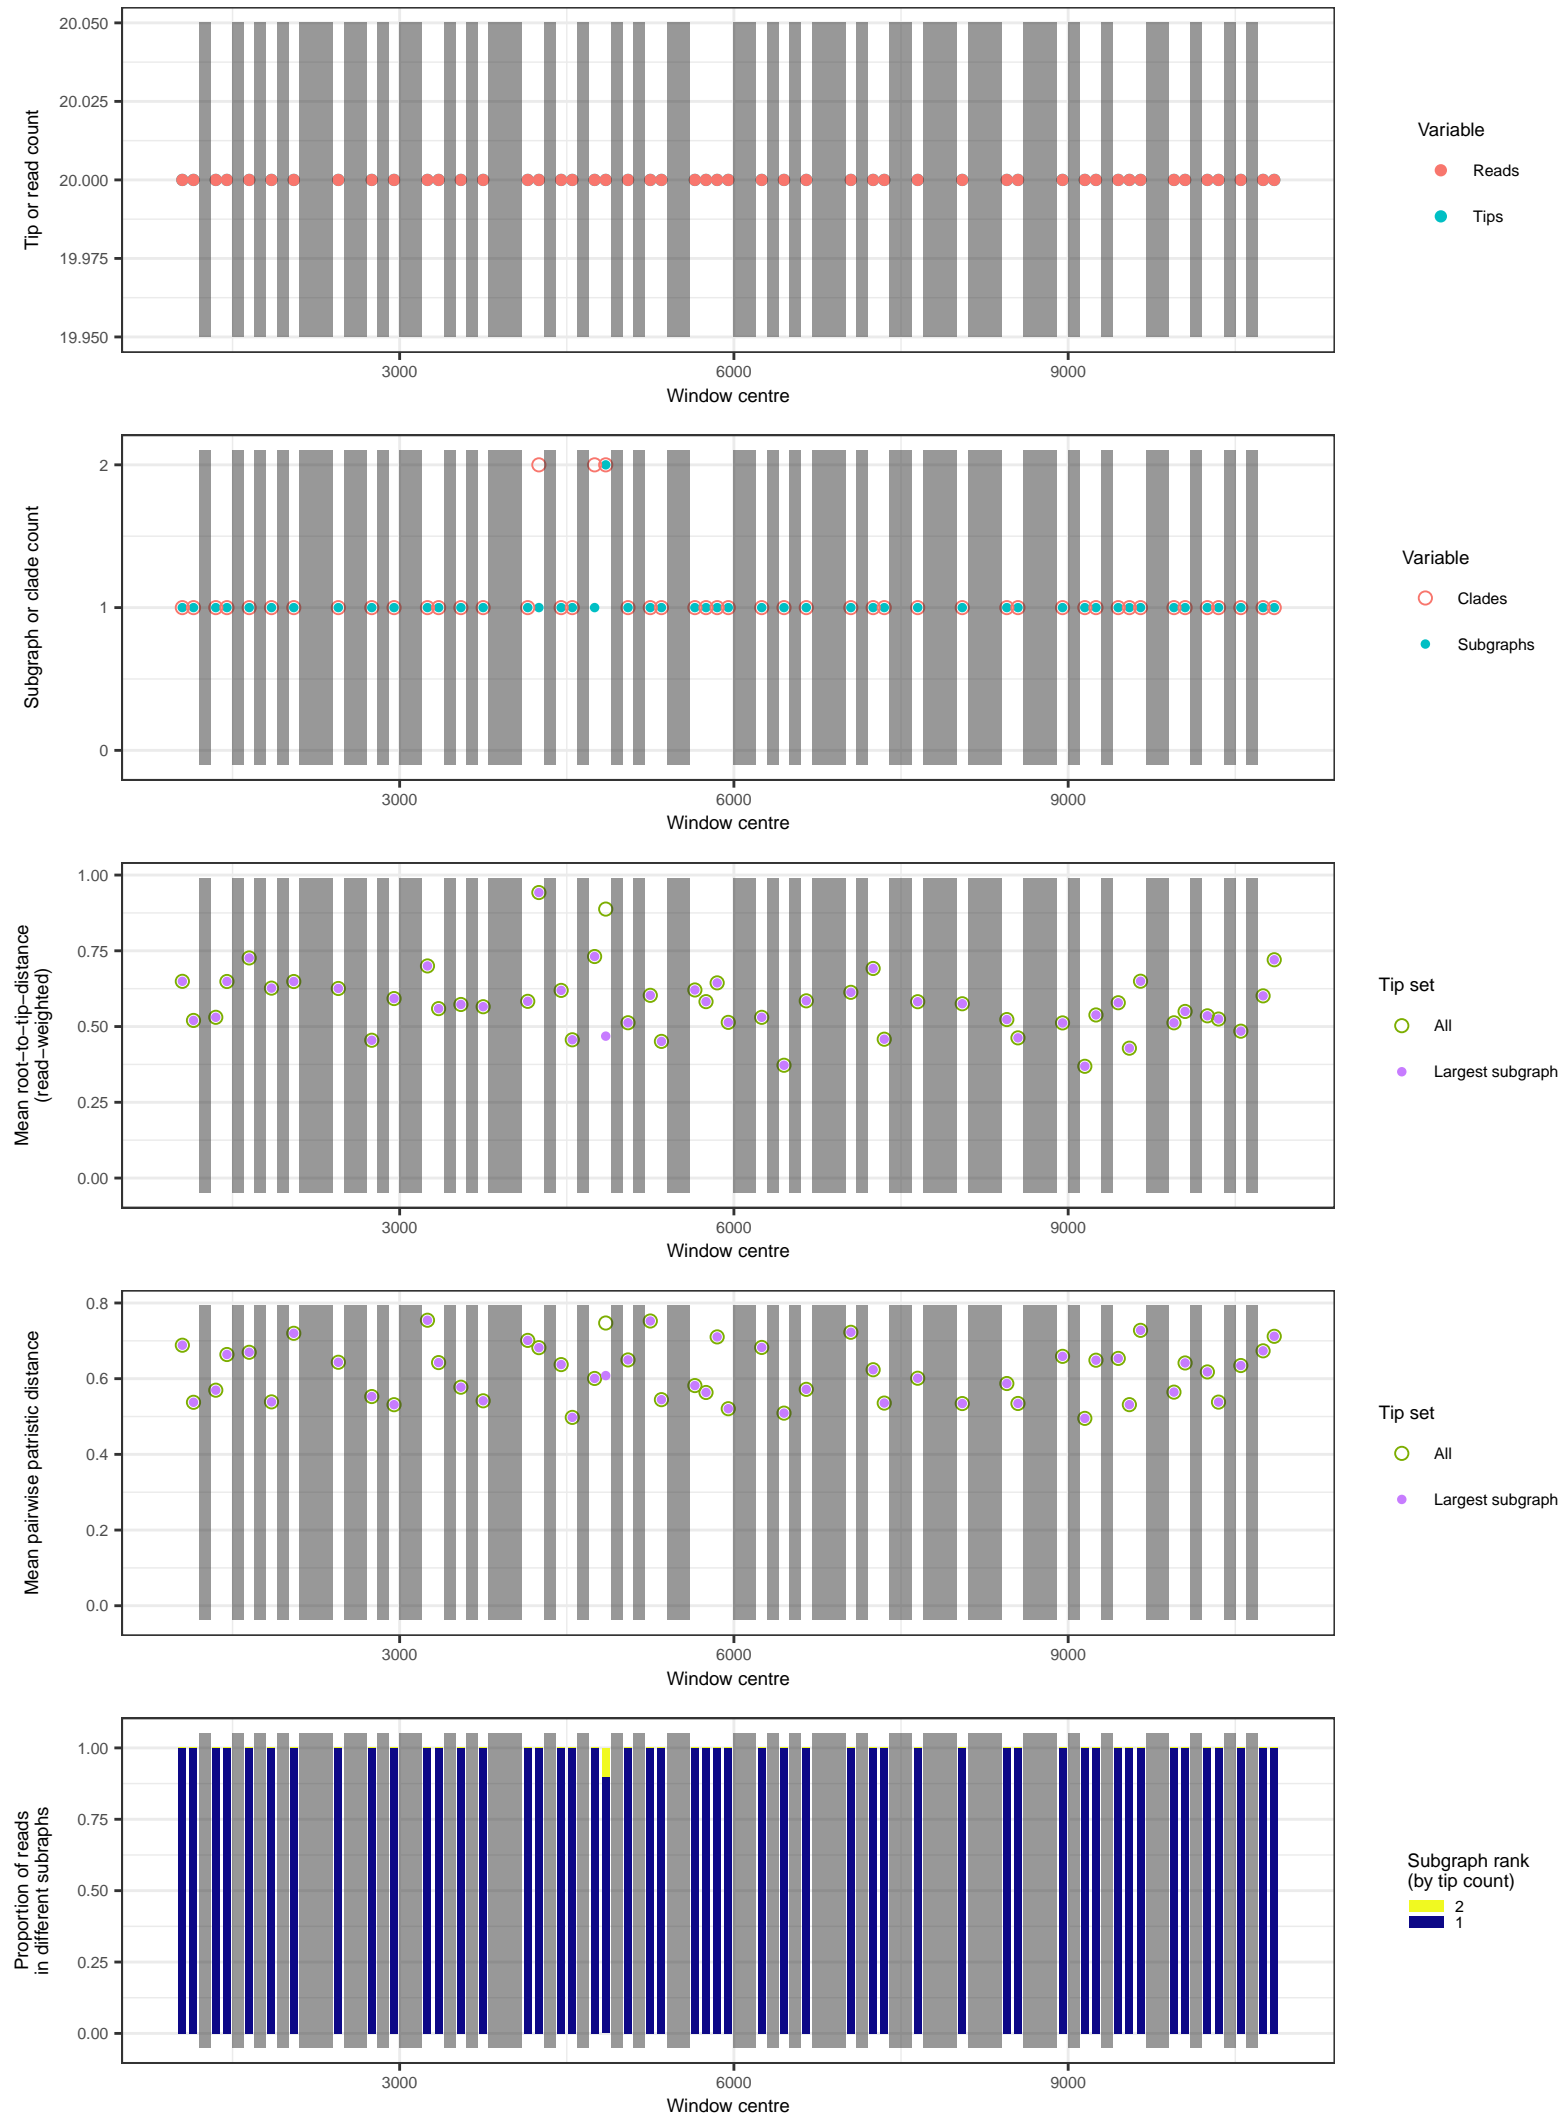 20.050
20.025
20.000
19.975
19.950
Tip or read count
3000
6000
9000
Window centre
Variable
Reads
Tips
2
1
0
Subgraph or clade count
3000
6000
9000
Window centre
Variable
Clades
Subgraphs
1.00
0.75
0.50
0.25
0.00
Mean root−to−tip−distance
(read−weighted)
3000
6000
9000
Window centre
Tip set
All
Largest subgraph
0.8
0.6
0.4
0.2
0.0
Mean pairwise patristic distance
3000
6000
9000
Window centre
Tip set
All
Largest subgraph
1.00
0.75
0.50
0.25
0.00
Proportion of reads
in different subraphs
3000
6000
9000
Window centre
Subgraph rank
(by tip count)
2
1